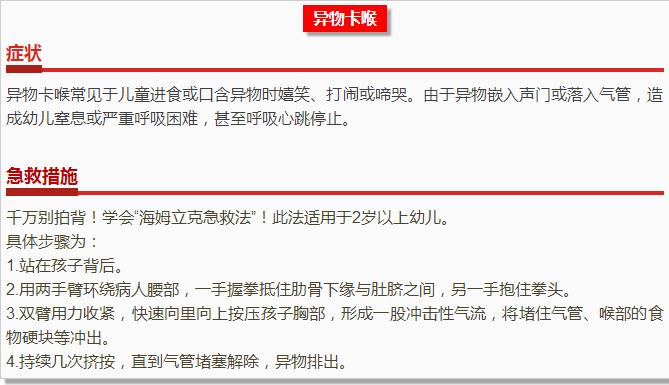 异物卡喉
症状
异物卡喉常见于儿童进食或口含异物时嬉笑、打闹或啼哭。由于异物嵌入声门或落入气管，造
成幼儿窒息或严重呼吸困难，甚至呼吸心跳停止。
急救措施
千万别拍背！学会“海姆立克急救法”！此法适用于2岁以上幼儿。
具体步骤为：
1.站在孩子背后。
2.用两手臂环绕病人腰部，一手握拳抵住肋骨下缘与肚脐之间，另一手抱住拳头。
3.双臂用力收紧，快速向里向上按压孩子胸部，形成一股冲击性气流，将堵住气管、喉部的食
物硬块等冲出。
4.持续几次挤按，直到气管堵塞解除，异物排出。